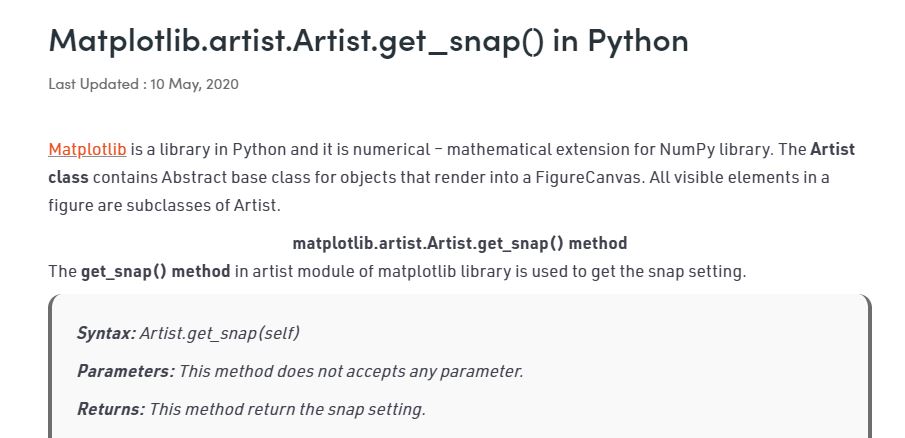 Matplotlib.artist.Artist.get_snap() in Python
Last Updated : 10 May, 2020
Matplotlib is a library in Python and it is numerical – mathematical extension for NumPy library. The Artist
class contains Abstract base class for objects that render into a FigureCanvas. All visible elements in a
figure are subclasses of Artist.
matplotlib.artist.Artist.get_snap() method
The get_snap() method in artist module of matplotlib library is used to get the snap setting.
Syntax: Artist.get_snap(self)
Parameters: This method does not accepts any parameter.
Returns: This method return the snap setting.